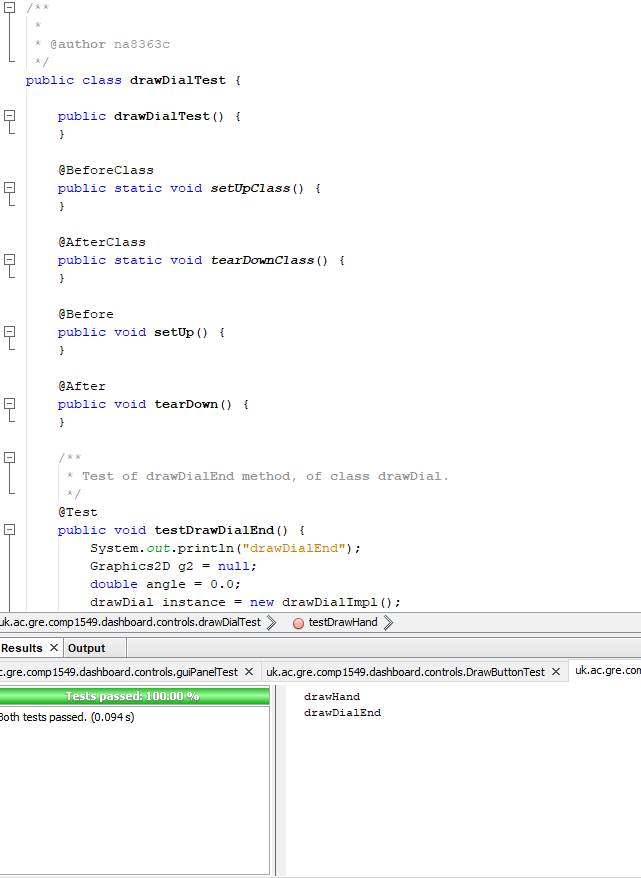 /**
*
* @author na8363c
*/
public class drawDialTest {
public drawDialTest() {
}
@BeforeClass
public static void setUpClass() {
}
@AfterClass
public static void tearDownClass() {
}
@Before
public void setUp() {
}
@After
public void tearDown() {
}
/**
* Test of drawDialEnd method, of class drawDial.
*/
@Test
public void testDrawDialEnd() {
System.out.println("drawDialEnd");
Graphics2D g2 = null;
double angle = 0.0;
drawDial instance = new drawDialImpl();
uk.ac.gre.comp1549.dashboard.controls.drawDialTest testDrawHand
Results Output
c.gre.comp1549.dashboard.controls.guiPanelTest uk.ac.gre.comp1549.dashboard.controls.DrawButtonTest uk.ac.gre.com
Tests passed: 100.00 %
Both tests passed. (0.094 s)
drawHand
drawDialEnd